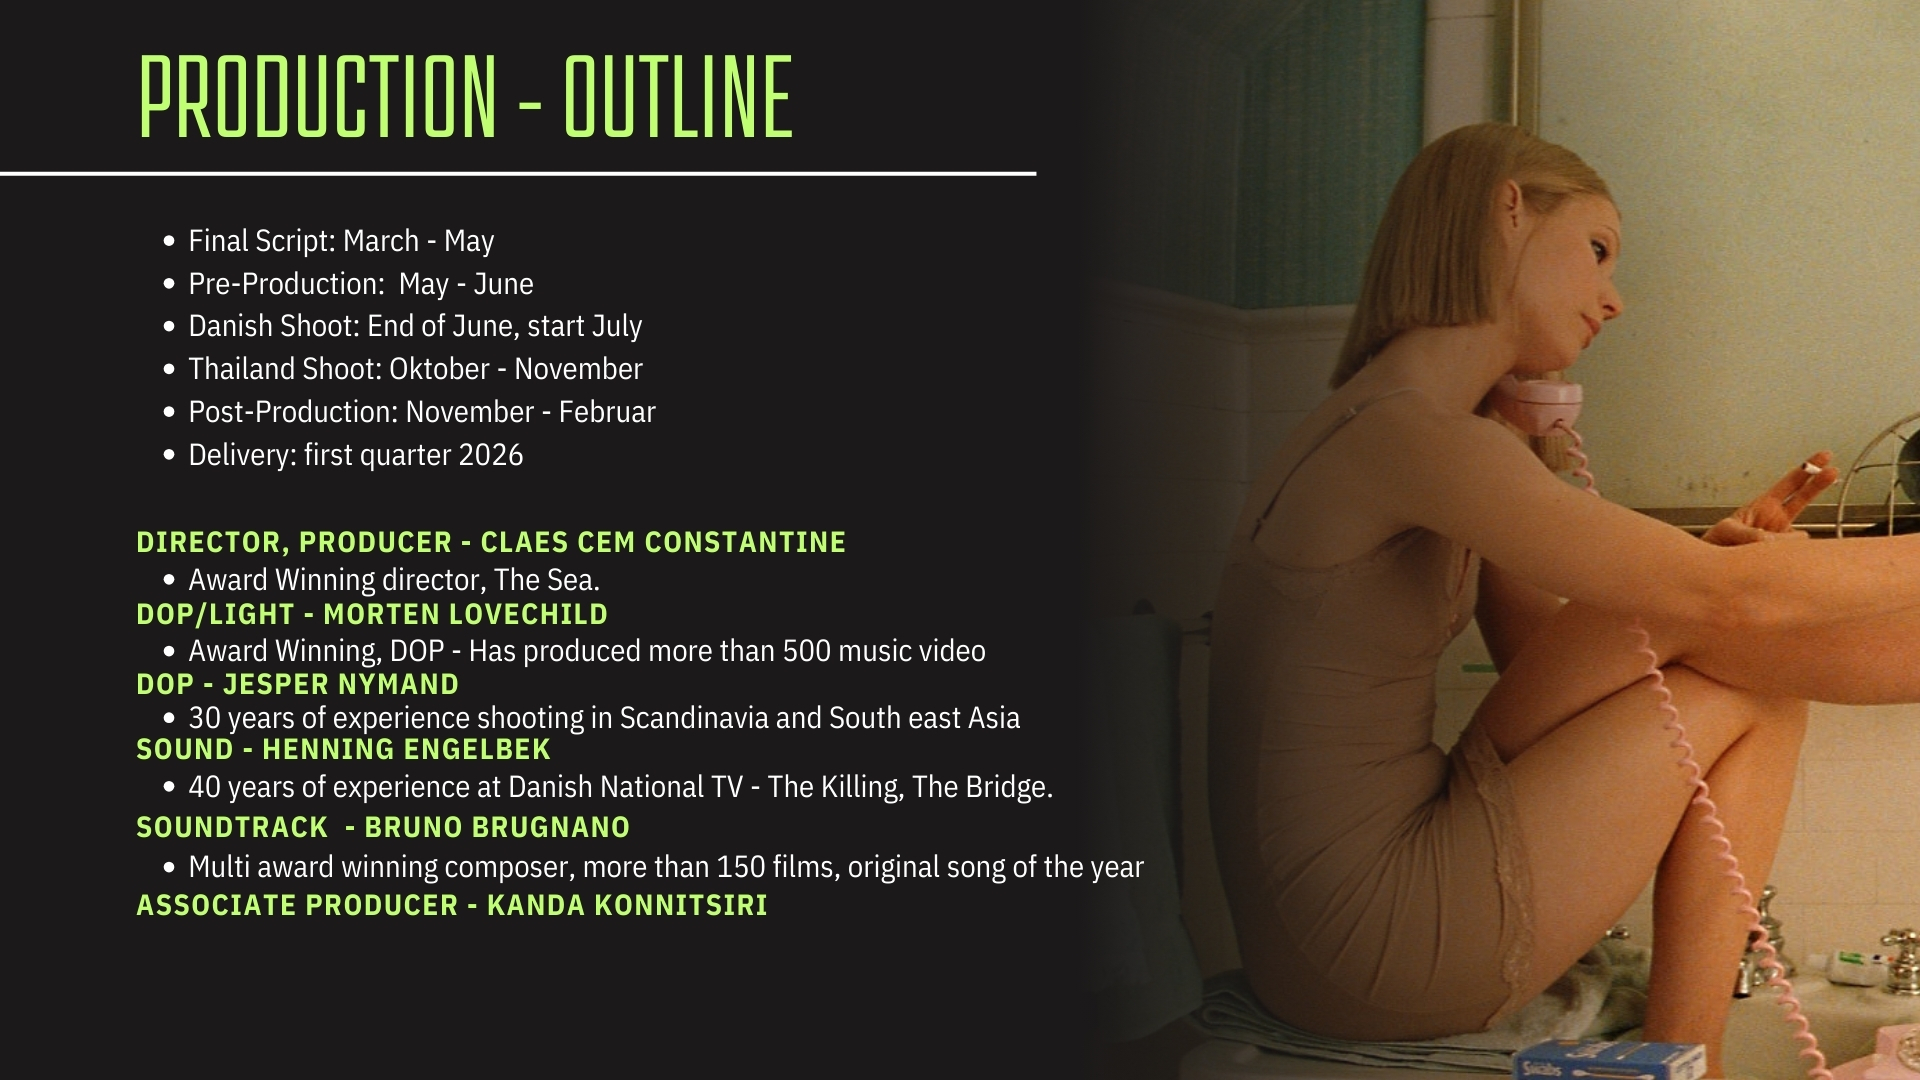 PRODUCTION - OUTLINE
• Final Script: March - May
• Pre-Production:  May - June
• Danish Shoot: End of June, start July
• Thailand Shoot: Oktober - November
• Post-Production: November - Februar
• Delivery: first quarter 2026
DIRECTOR, PRODUCER - CLAES CEM CONSTANTINE
• Award Winning director, The Sea.
DOP/LIGHT - MORTEN LOVECHILD
• Award Winning, DOP - Has produced more than 500 music video
DOP - JESPER NYMAND
• 30 years of experience shooting in Scandinavia and South east Asia
SOUND - HENNING ENGELBEK
• 40 years of experience at Danish National TV - The Killing, The Bridge.
SOUNDTRACK  - BRUNO BRUGNANO
• Multi award winning composer, more than 150 films, original song of the year
ASSOCIATE PRODUCER - KANDA KONNITSIRI
Swabs